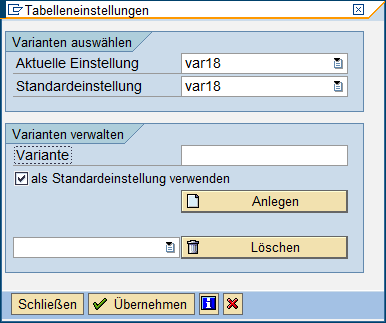 Tabelleneinstellungen
Varianten auswählen
Aktuelle Einstellung var18
Standardeinstellung var18
Varianten verwalten
Variante
als Standardeinstellung verwenden
Anlegen
Löschen
Schließen Übernehmen